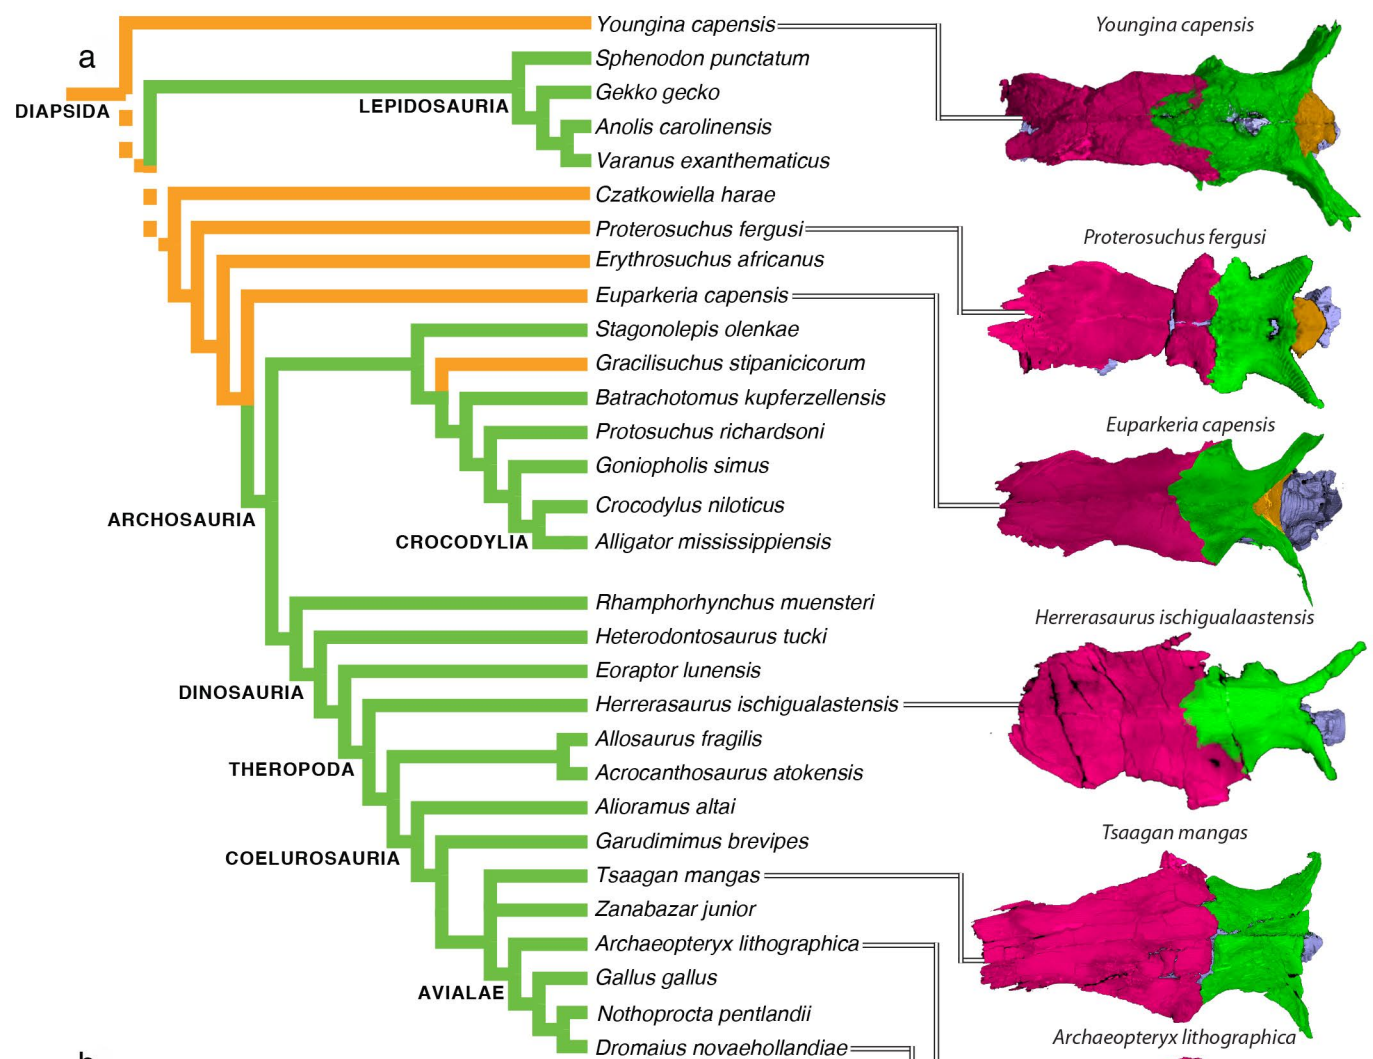 a
DIAPSIDA
LEPIDOSAURIA
ARCHOSAURIA
CROCODYLIA
DINOSAURIA
THEROPODA
COELUROSAURIA
AVIALAE
Youngina capensis
Sphenodon punctatum
Gekko gecko
Anolis carolinensis
Varanus exanthematicus
Czatkowiella harae
Proterosuchus fergusi
Erythrosuchus africanus
Euparkeria capensis
Stagonolepis olenkae
Gracilisuchus stipanicicorum
Batrachotomus kupferzellensis
Protosuchus richardsoni
Goniopholis simus
Crocodylus niloticus
Alligator mississippiensis
Rhamphorhynchus muensteri
Heterodontosaurus tucki
Eoraptor lunensis
Herrerasaurus ischigualastensis
Allosaurus fragilis
Acrocanthosaurus atokensis
Alioramus altai
Garudimimus brevipes
Tsaagan mangas
Zanabazar junior
Archaeopteryx lithographica
Gallus gallus
Nothoprocta pentlandii
Dromaius novaehollandiae
Youngina capensis
Proterosuchus fergusi
Euparkeria capensis
Herrerasaurus ischigualaastensis
Tsaagan mangas
Archaeopteryx lithographica